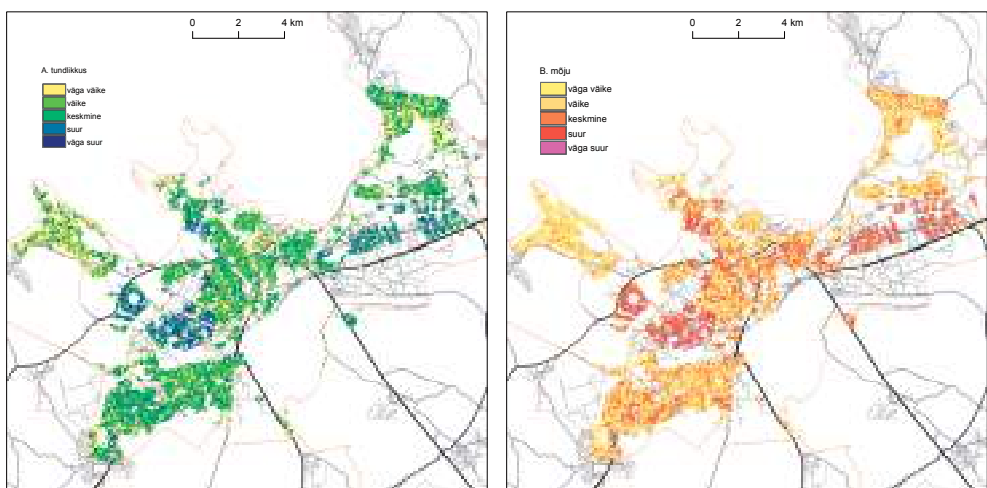 0 2 4 km
A. tundlikkus
väga väike
väike
keskmine
suur
väga suur
0 2 4 km
B. mõju
väga väike
väike
keskmine
suur
väga suur